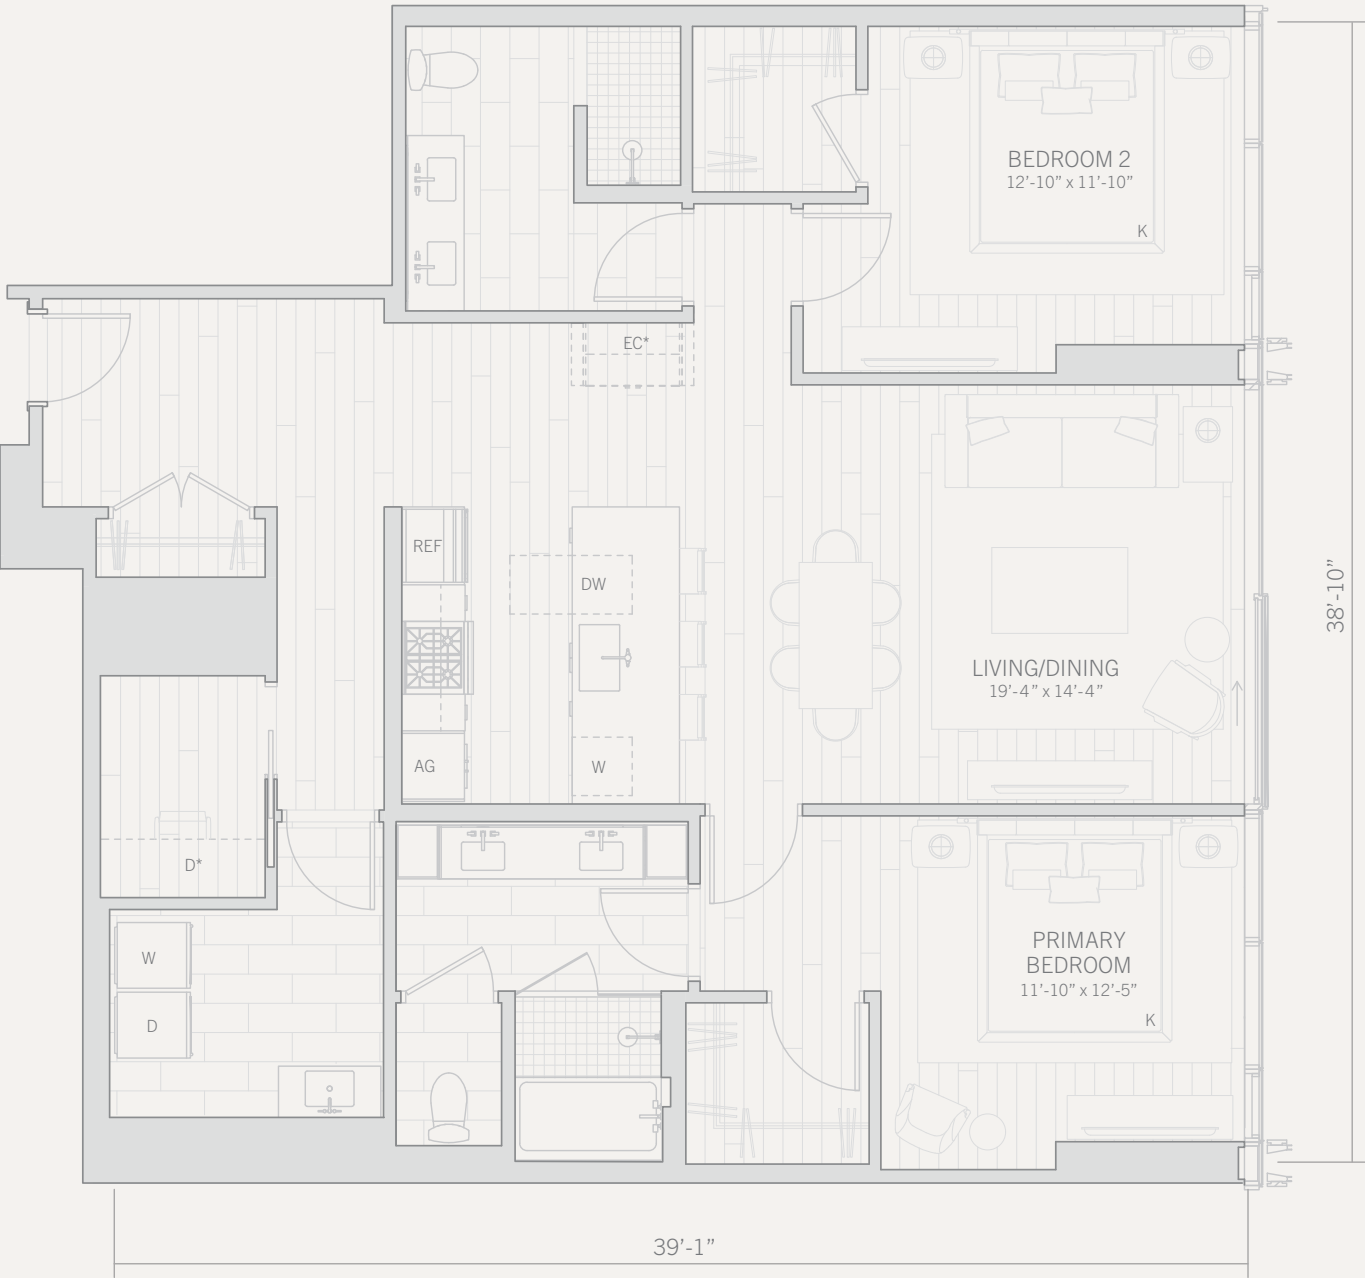 BEDROOM 2
12’-10” x 11’-10”
K
EC*
REF
DW
38’-10”
LIVING/DINING
19’-4” x 14’-4”
AG
W
D*
W
D
PRIMARY
BEDROOM
11’-10” x 12’-5”
K
39’-1”